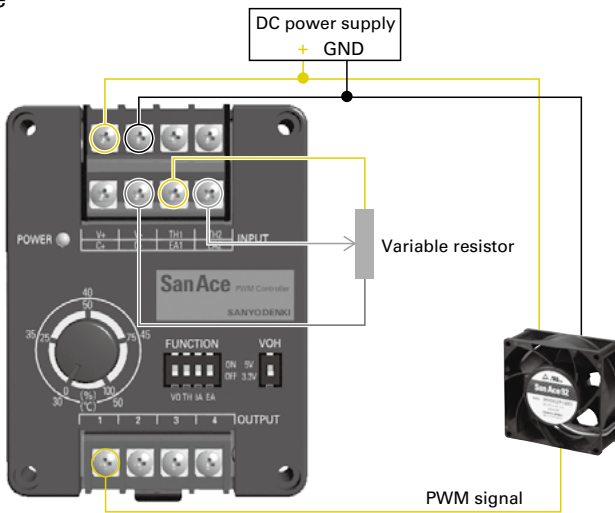 e
DC power supply
+ GND
V+ V- TH1 TH2
POWER C+ EA1 EA2 INPUT
Variable resistor
San Ace PWM Controller
SANYO DENKI
40
50
35 25 75 45
0 100
30 (%) 50
(℃)
FUNCTION VOH
ON 5V
OFF 3.3V
VO TH IA EA
1 2 3 4 OUTPUT
San Ace 92
PWM signal